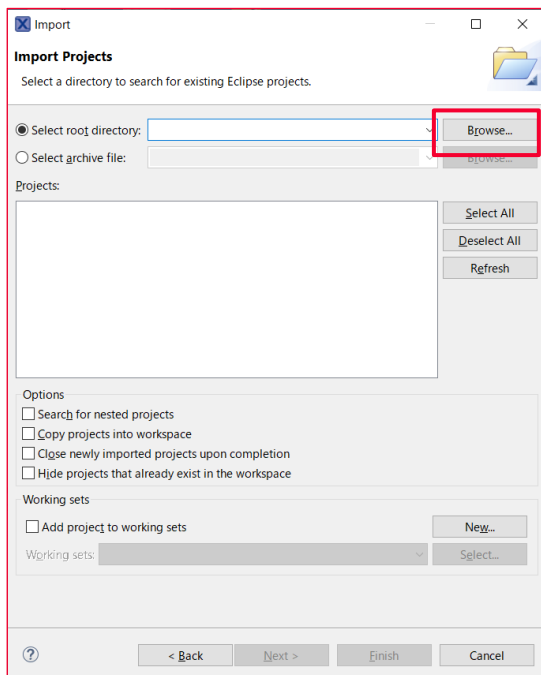 Import
Import Projects
Select a directory to search for existing Eclipse projects.
Select root directory: Browse...
Select archive file: Browse...
Projects:
Select All
Deselect All
Refresh
Options
Search for nested projects
Copy projects into workspace
Close newly imported projects upon completion
Hide projects that already exist in the workspace
Working sets
Add project to working sets New...
Working sets: Select...
? < Back Next > Finish Cancel